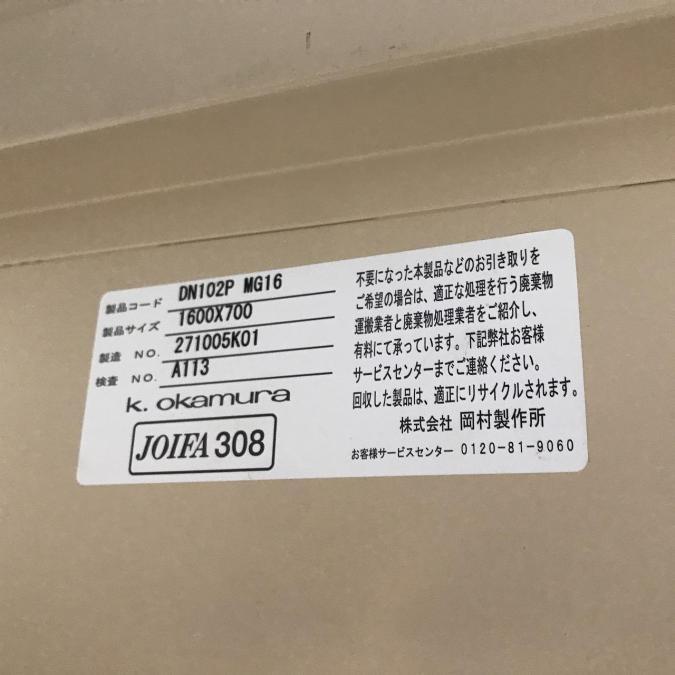 製品コード DN102P MG16
製品サイズ 1600X700
製造 NO. 271005K01
検査 NO. A113
k. okamura
JOIFA 308
不要になった本製品などのお引き取りを
ご希望の場合は、適正な処理を行う廃棄物
運搬業者と廃棄物処理業者をご紹介し、
有料にて承っています。下記弊社お客様
サービスセンターまでご連絡ください。
回収した製品は、適正にリサイクルされます。
株式会社 岡村製作所
お客様サービスセンター 0120-81-9060